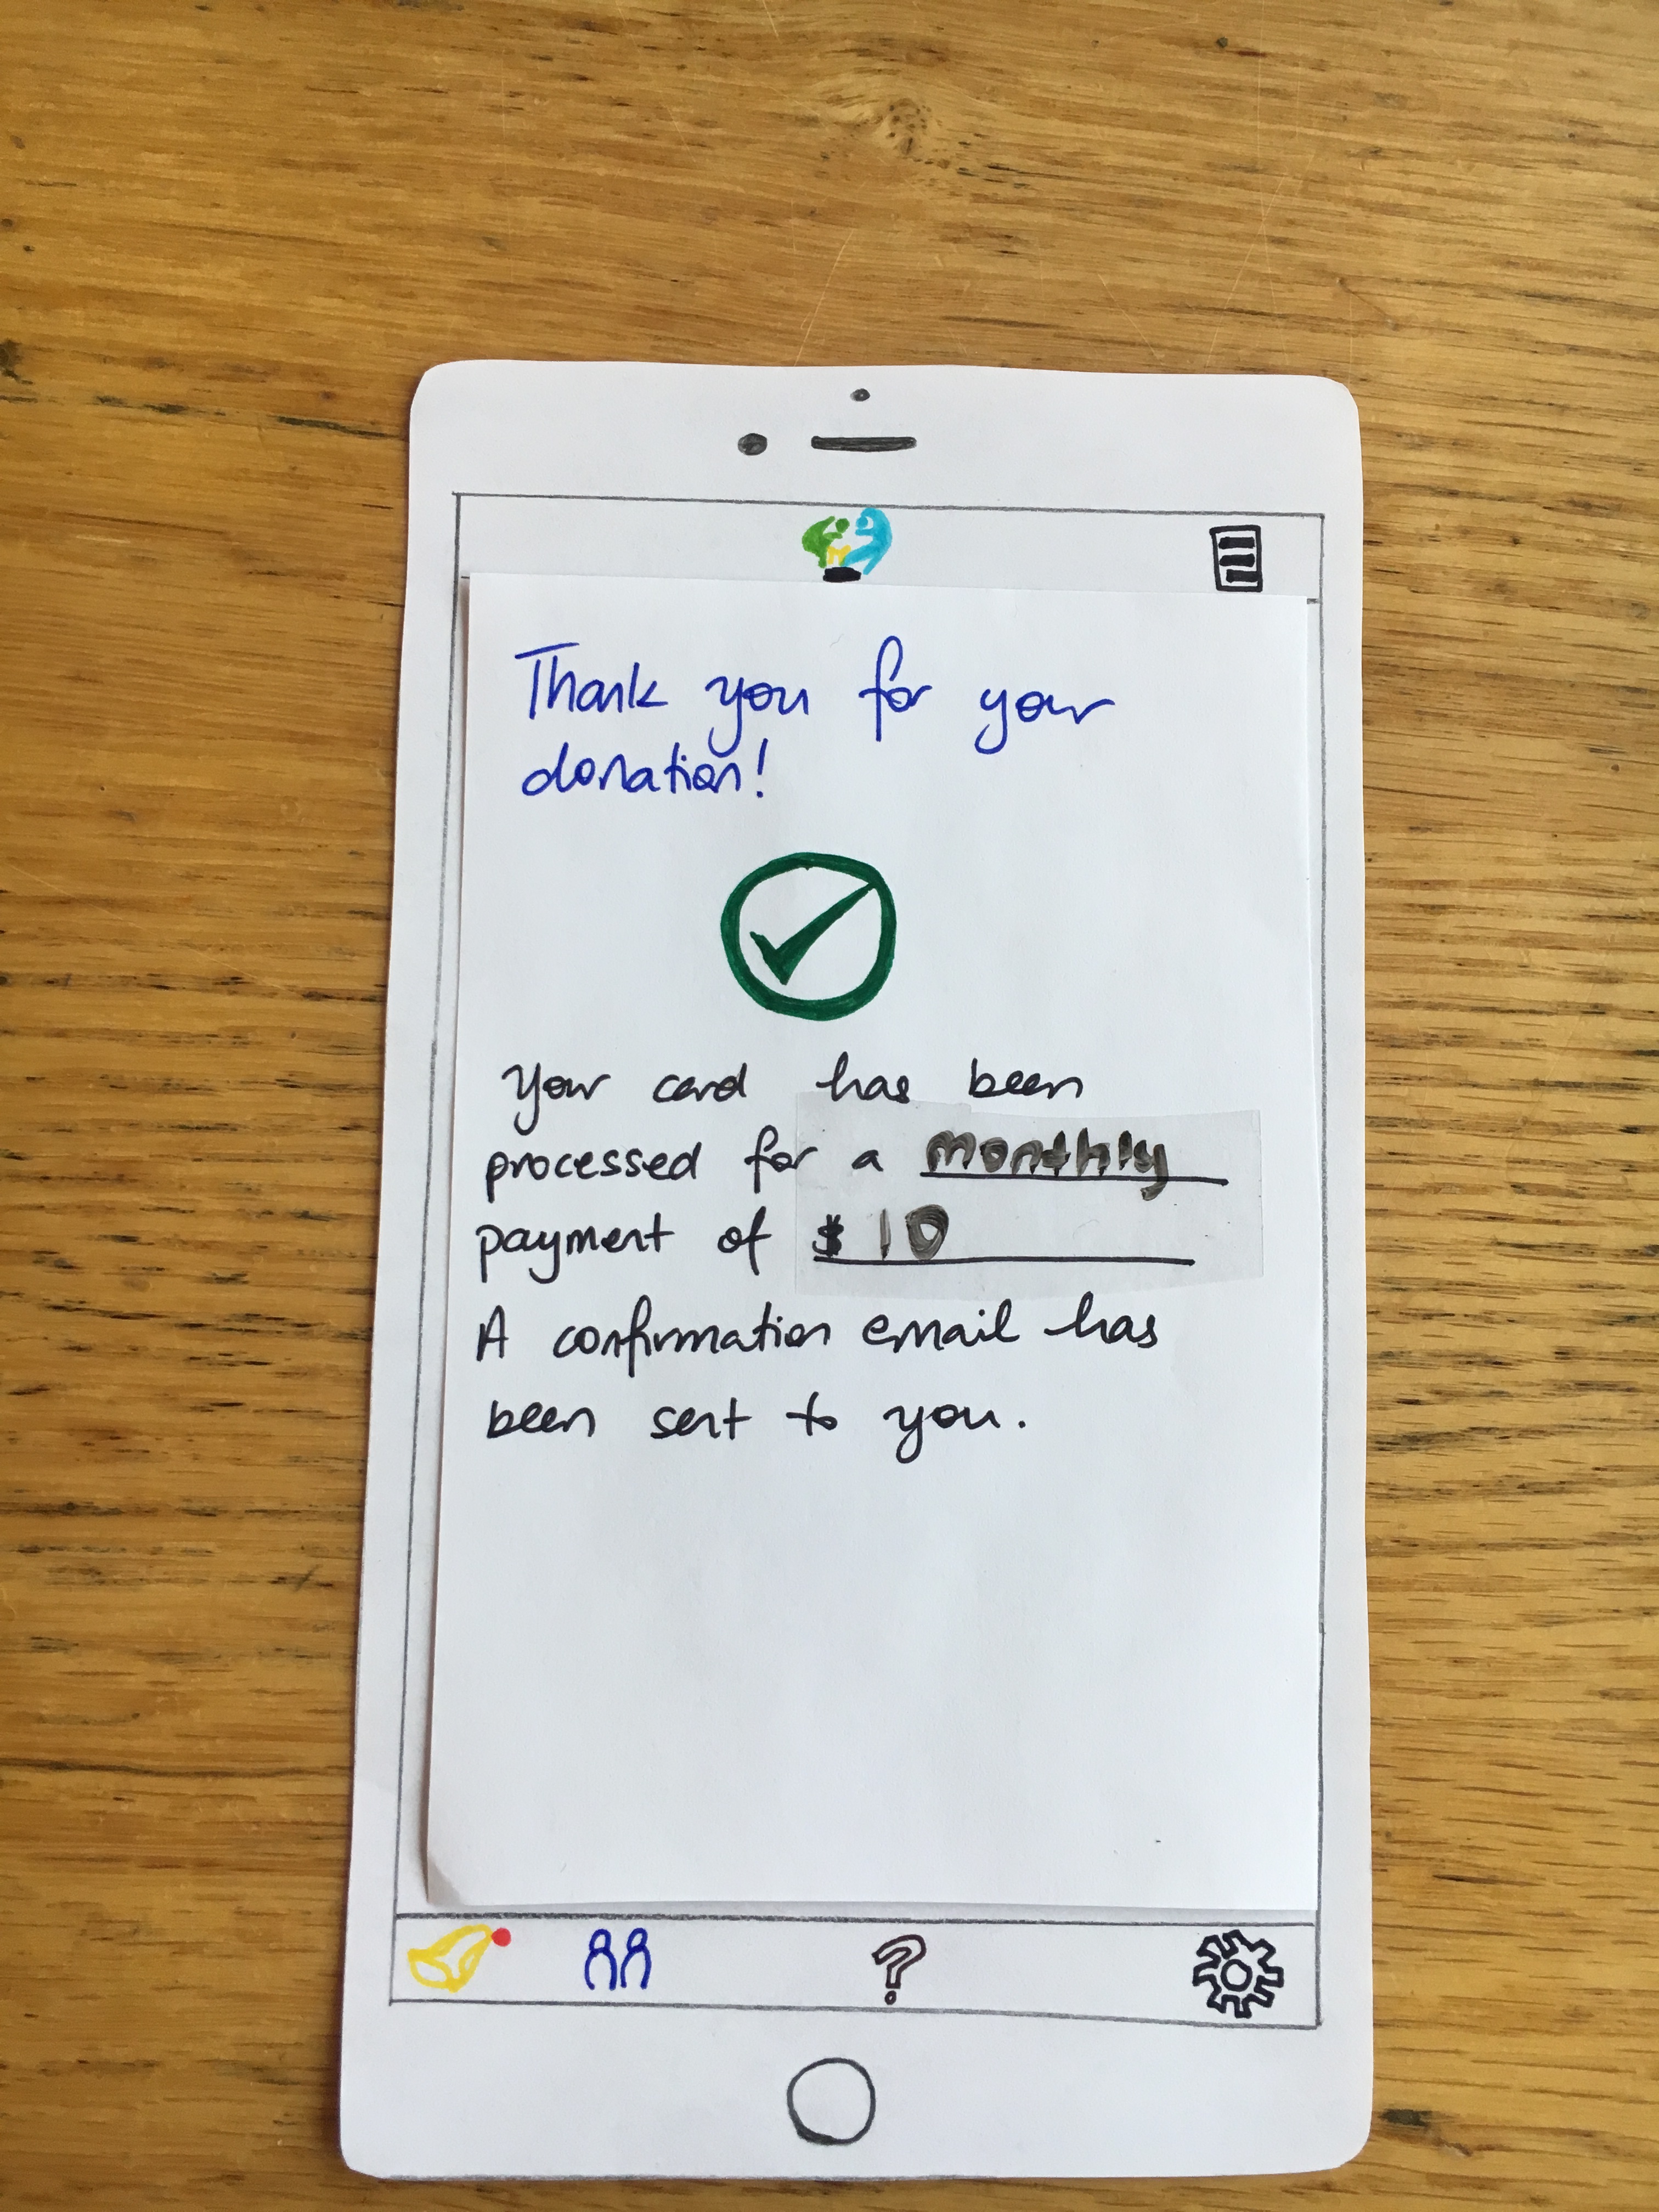 Thank you for your
donation!
Your card has been
processed for a monthly
payment of $ 10
A confirmation email has
been sent to you.
?